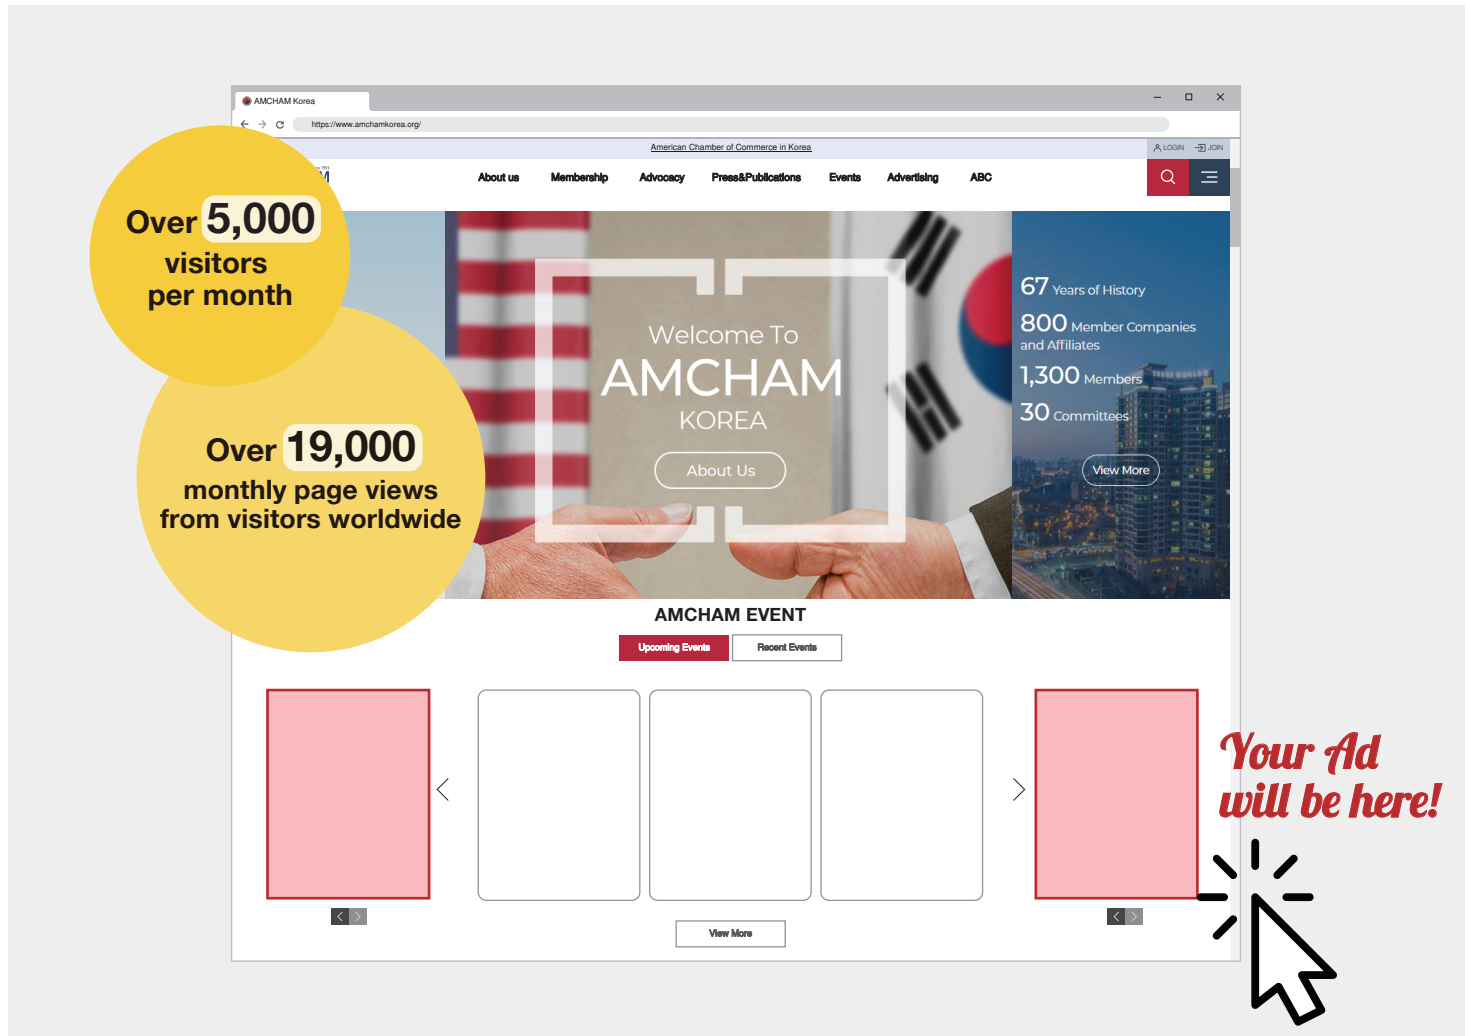 AMCHAM Korea
https://www.amchamkorea.org/
American Chamber of Commerce in Korea
LOGIN
JOIN
About us
Membership
Advocacy
Press&Publications
Events
Advertising
ABC
Over 5,000
visitors
per month
Over 19,000
monthly page views
from visitors worldwide
Welcome To
AMCHAM
KOREA
About Us
67 Years of History
800 Member Companies
and Affiliates
1,300 Members
30 Committees
View More
AMCHAM EVENT
Upcoming Events
Recent Events
Your Ad
will be here!
View More